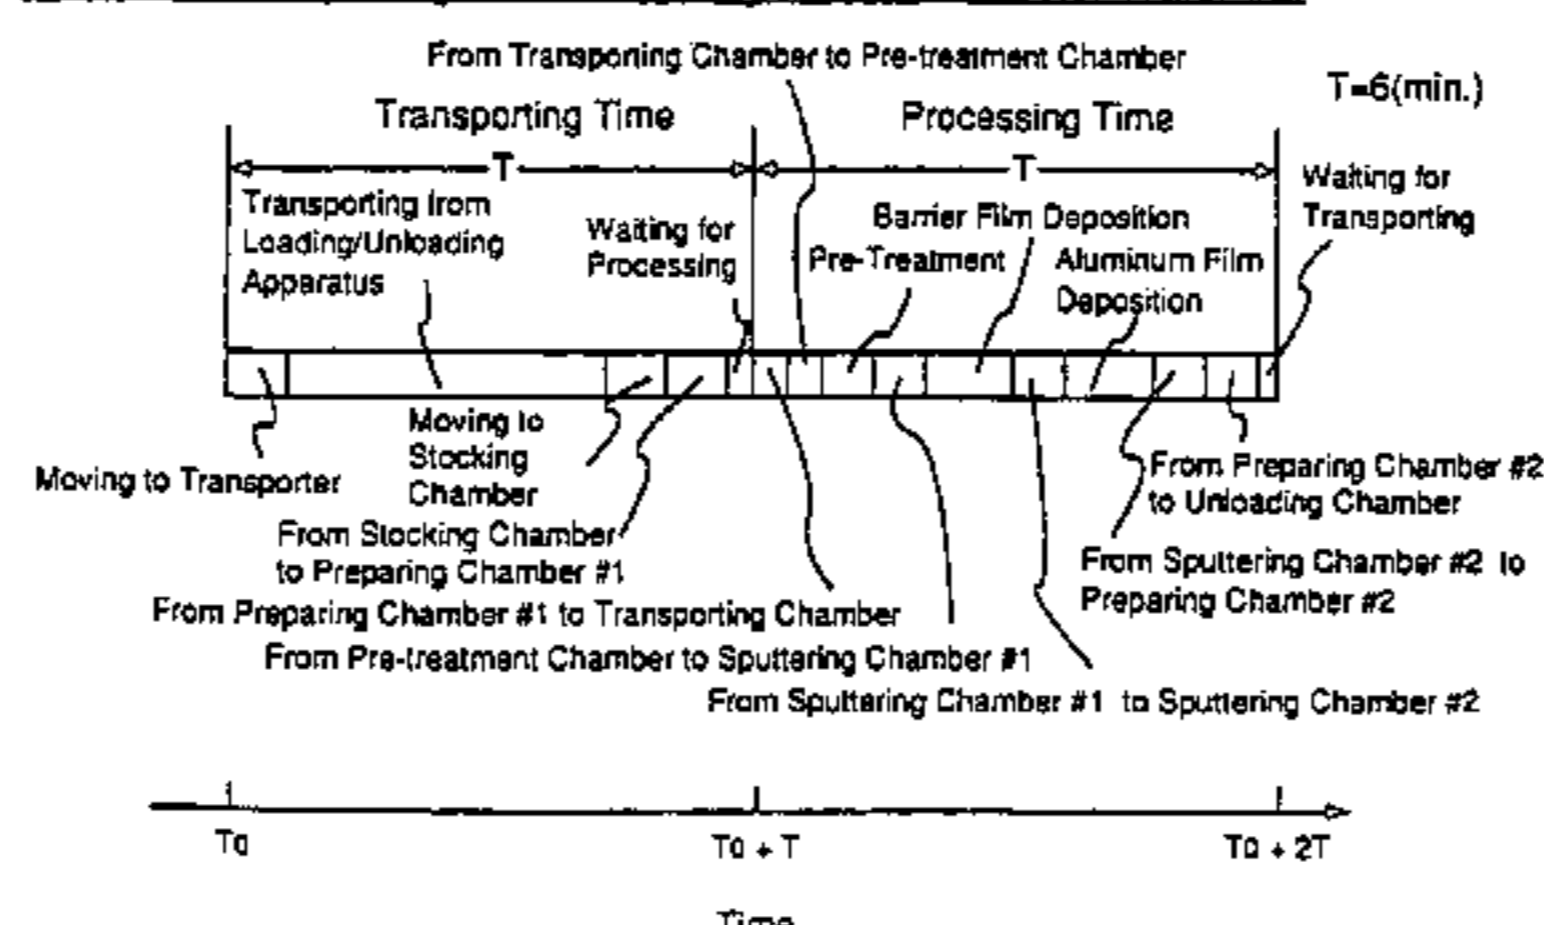 From Transporting Chamber to Pre-treatment Chamber
T=6(min.)
Transporting Time
Processing Time
T
T
Waiting for
Transporting
Transporting from
Loading/Unloading
Apparatus
Waiting for
Processing
Barrier Film Deposition
Pre-Treatment
Aluminum Film
Deposition
Moving to Transporter
Moving to
Stocking
Chamber
From Stocking Chamber
to Preparing Chamber #1
From Preparing Chamber #1 to Transporting Chamber
From Pre-treatment Chamber to Sputtering Chamber #1
From Sputtering Chamber #1 to Sputtering Chamber #2
From Preparing Chamber #2
to Unloading Chamber
From Sputtering Chamber #2 to
Preparing Chamber #2
T0
T0 + T
T0 + 2T
Time